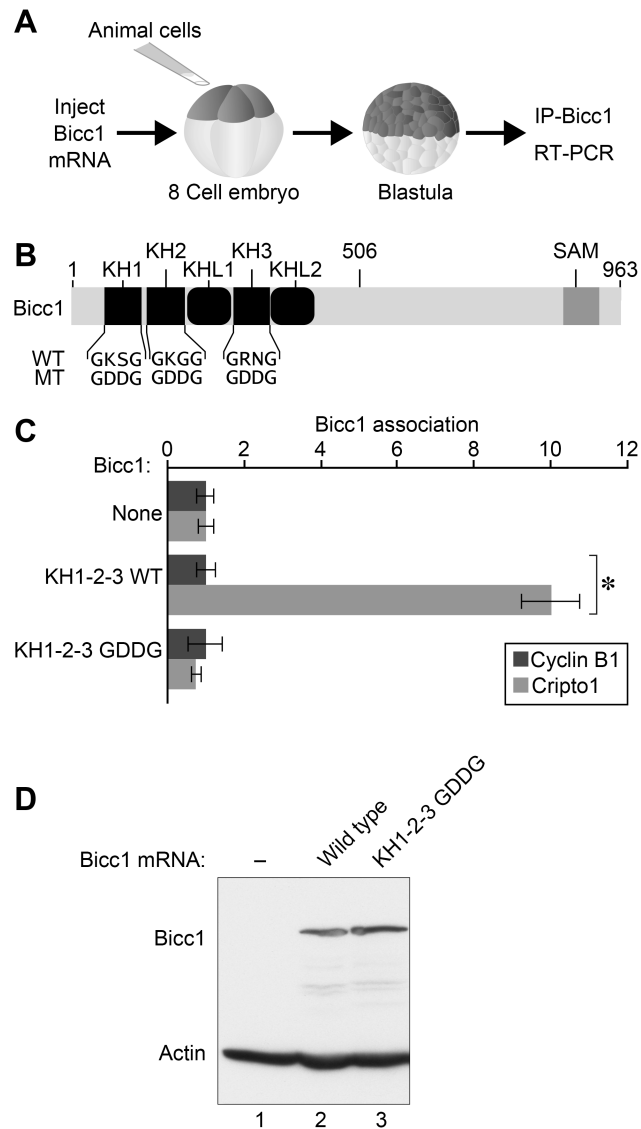 A
Animal cells
Inject
Bicc1
mRNA
8 Cell embryo
Blastula
IP-Bicc1
RT-PCR
B
KH2 KH3 506 SAM
1 KH1 KHL1 KHL2 963
Bicc1
WT GKSG GKGG GRNG
MT GDDG GDDG GDDG
C
Bicc1 association
Bicc1: 0 2 4 6 8 10 12
None
KH1-2-3 WT
*
KH1-2-3 GDDG
Cyclin B1
Cripto1
D
Bicc1 mRNA: – Wild type KH1-2-3 GDDG
Bicc1
Actin
1 2 3